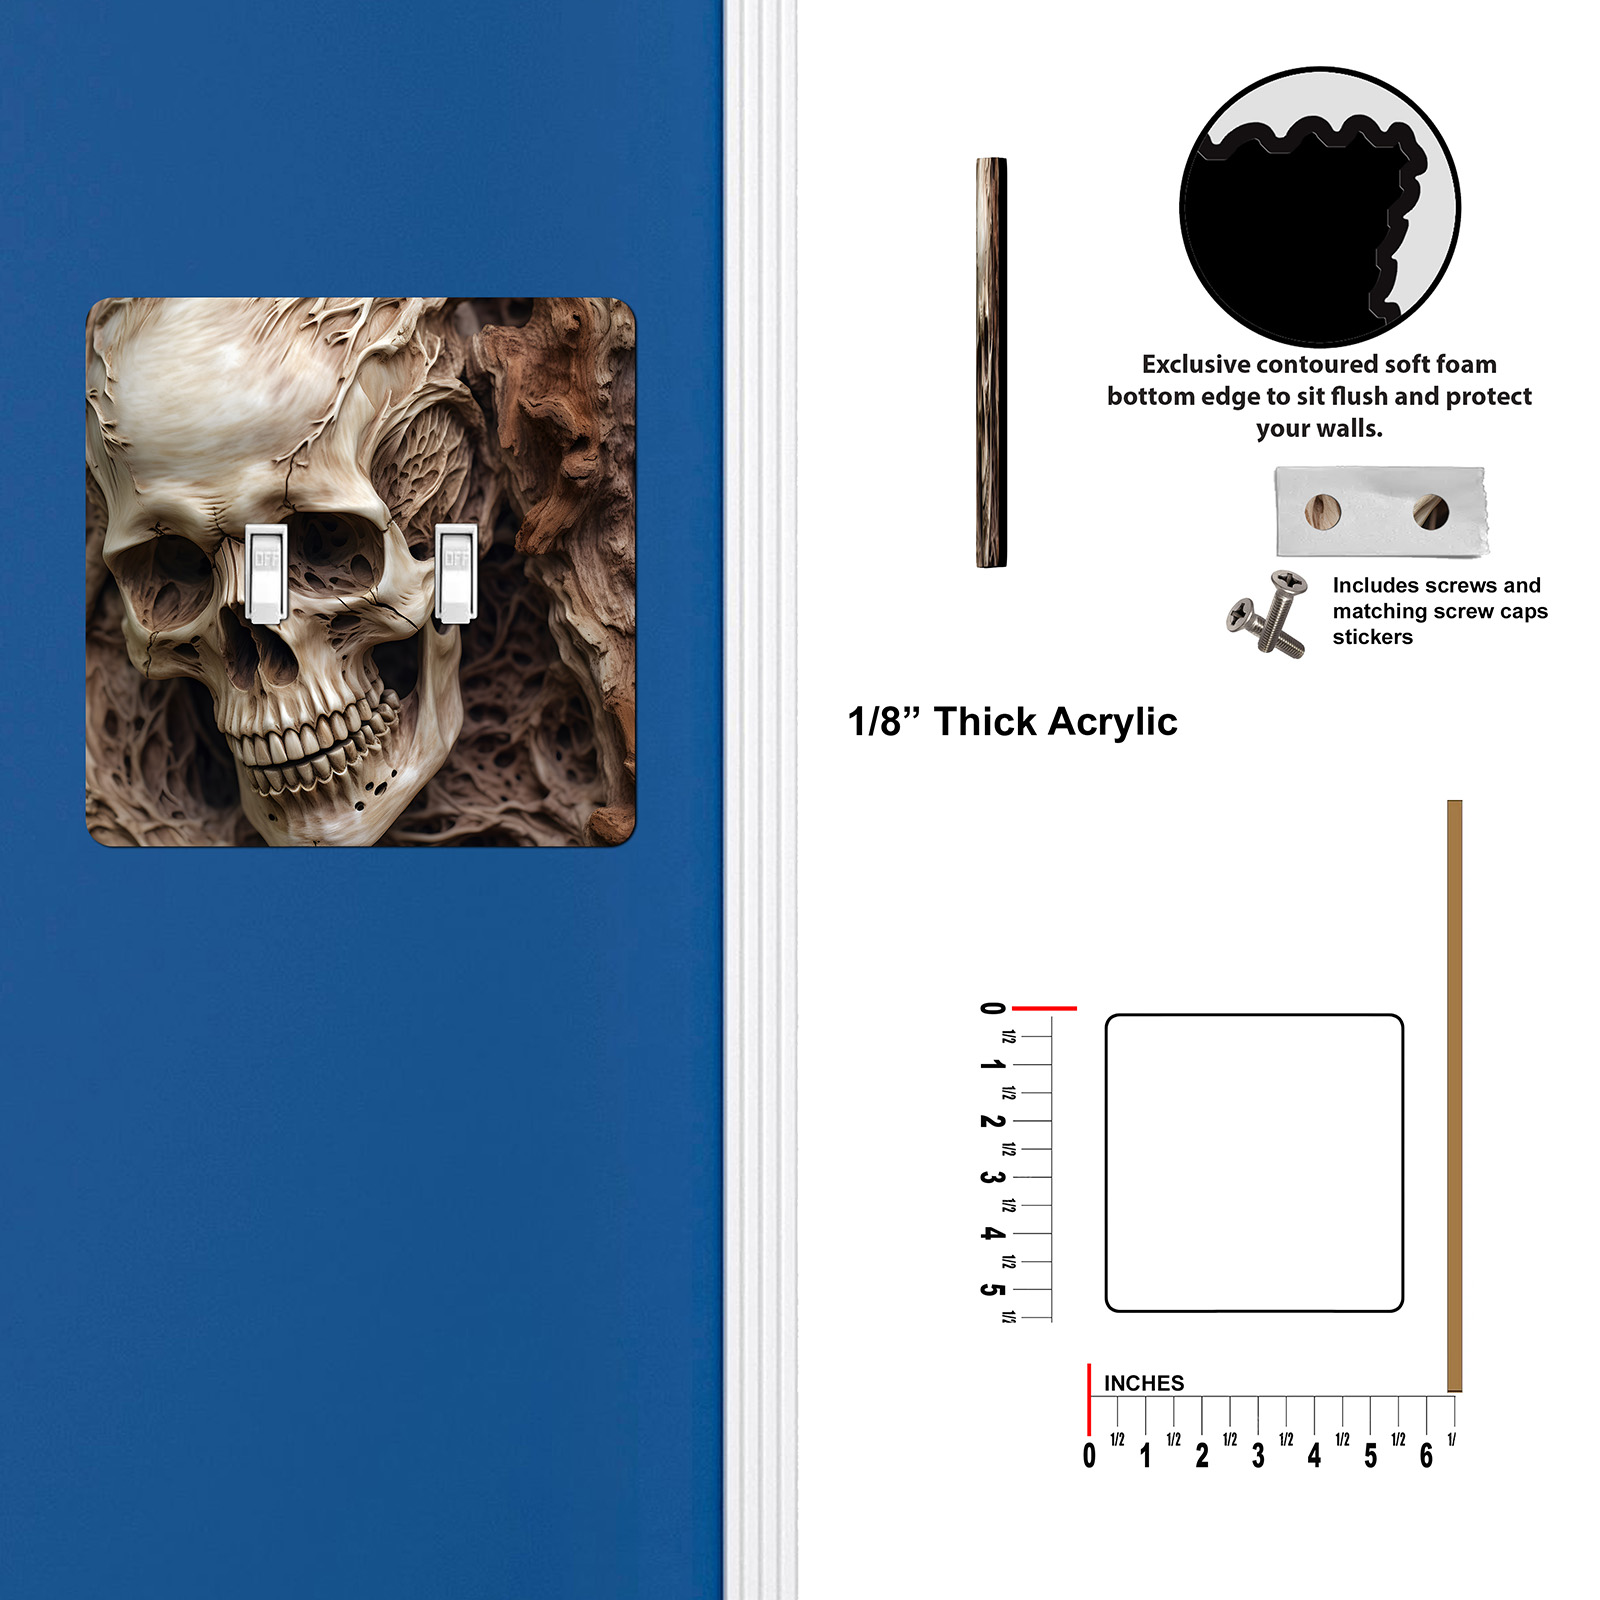 OFF
OFF
Exclusive contoured soft foam
bottom edge to sit flush and protect
your walls.
Includes screws and
matching screw caps
stickers
1/8” Thick Acrylic
0
1/2
1
1/2
2
1/2
3
1/2
4
1/2
5
1/2
INCHES
0 1/2 1 1/2 2 1/2 3 1/2 4 1/2 5 1/2 6 1/